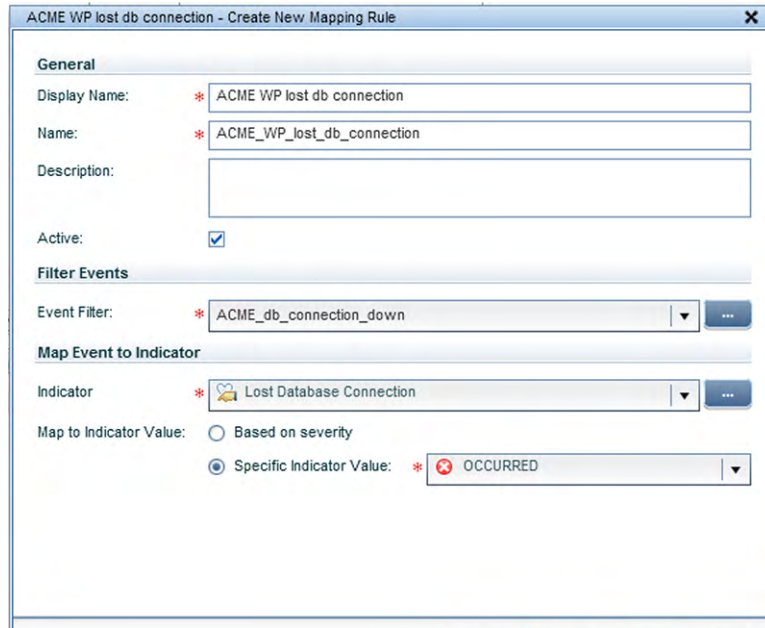 ACME WP lost db connection - Create New Mapping Rule
General
Display Name: * ACME WP lost db connection
Name: * ACME_WP_lost_db_connection
Description:
Active:
Filter Events
Event Filter: * ACME_db_connection_down ...
Map Event to Indicator
Indicator * Lost Database Connection ...
Map to Indicator Value: Based on severity
Specific Indicator Value: * OCCURRED